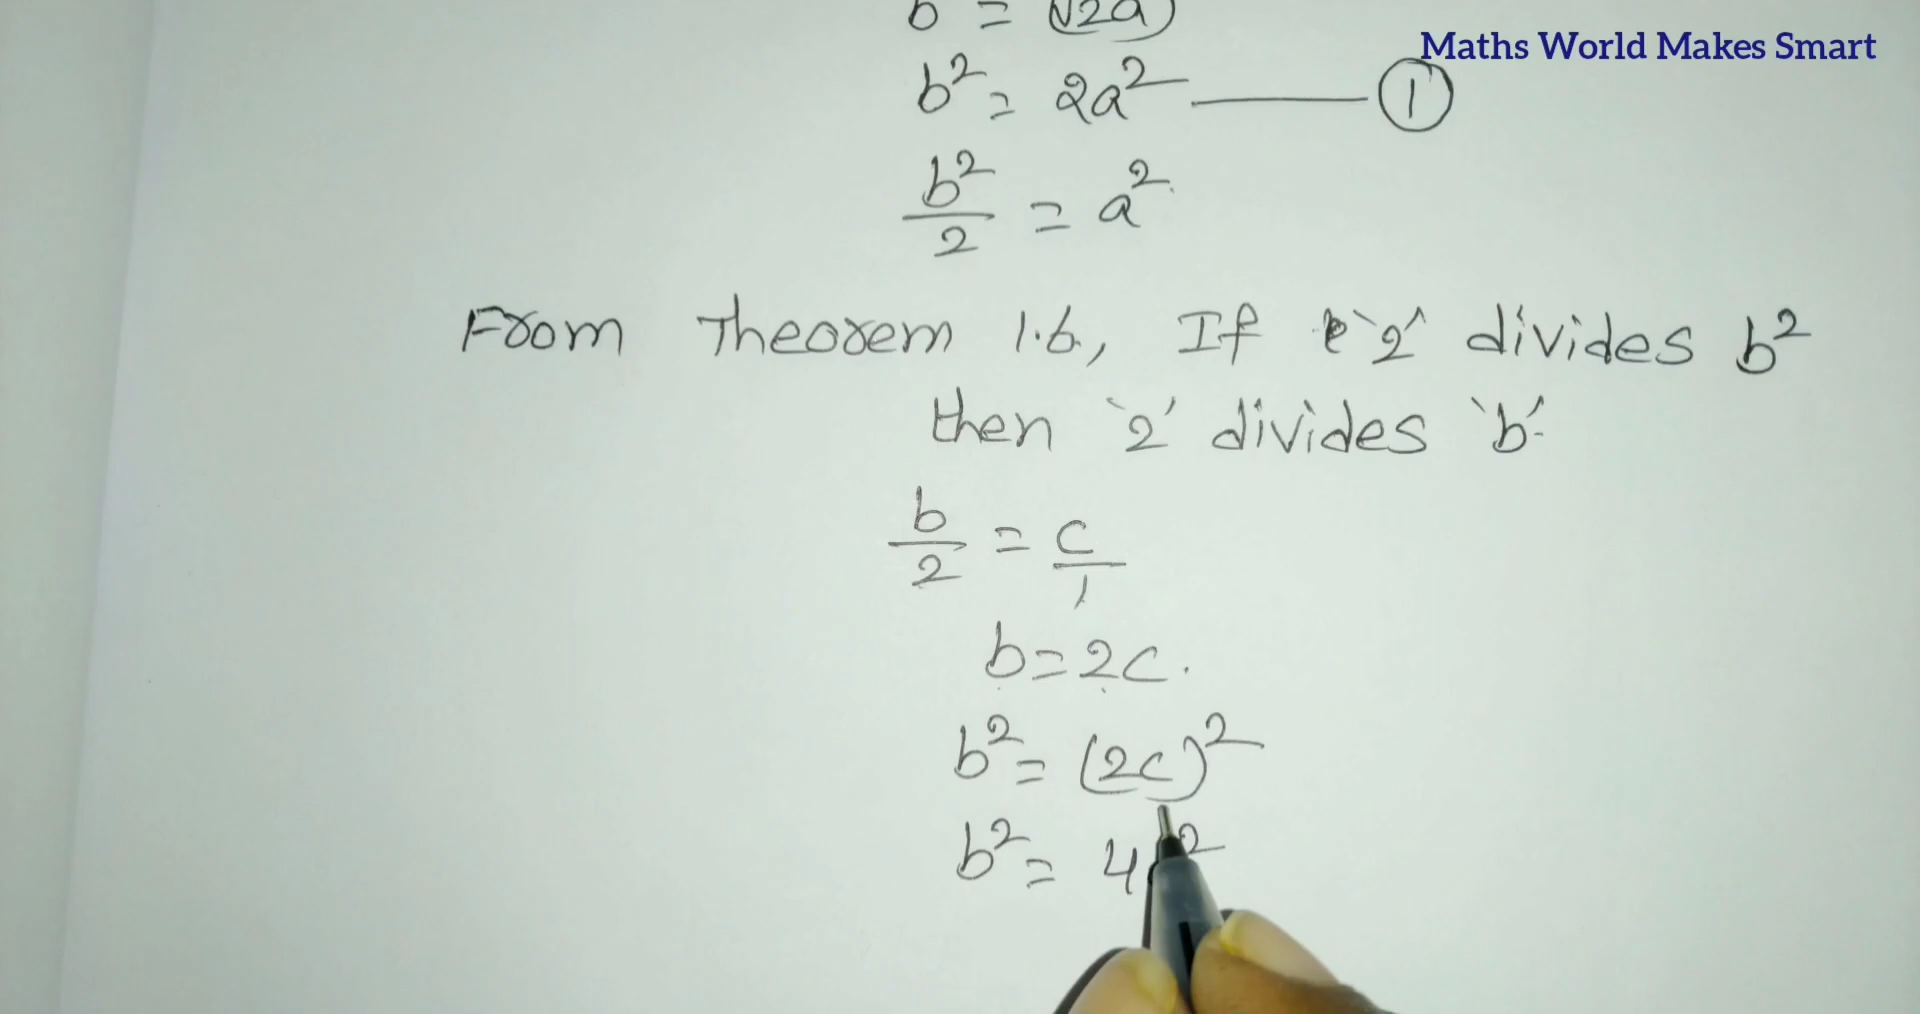 b = (√2a)
Maths World Makes Smart
b² = 2a² ——— ①
b²/2 = a²
From Theorem 1.6, If '2' divides b²
then '2' divides 'b'.
b/2 = c/1
b=2c.
b² = (2c)²
b² = 4